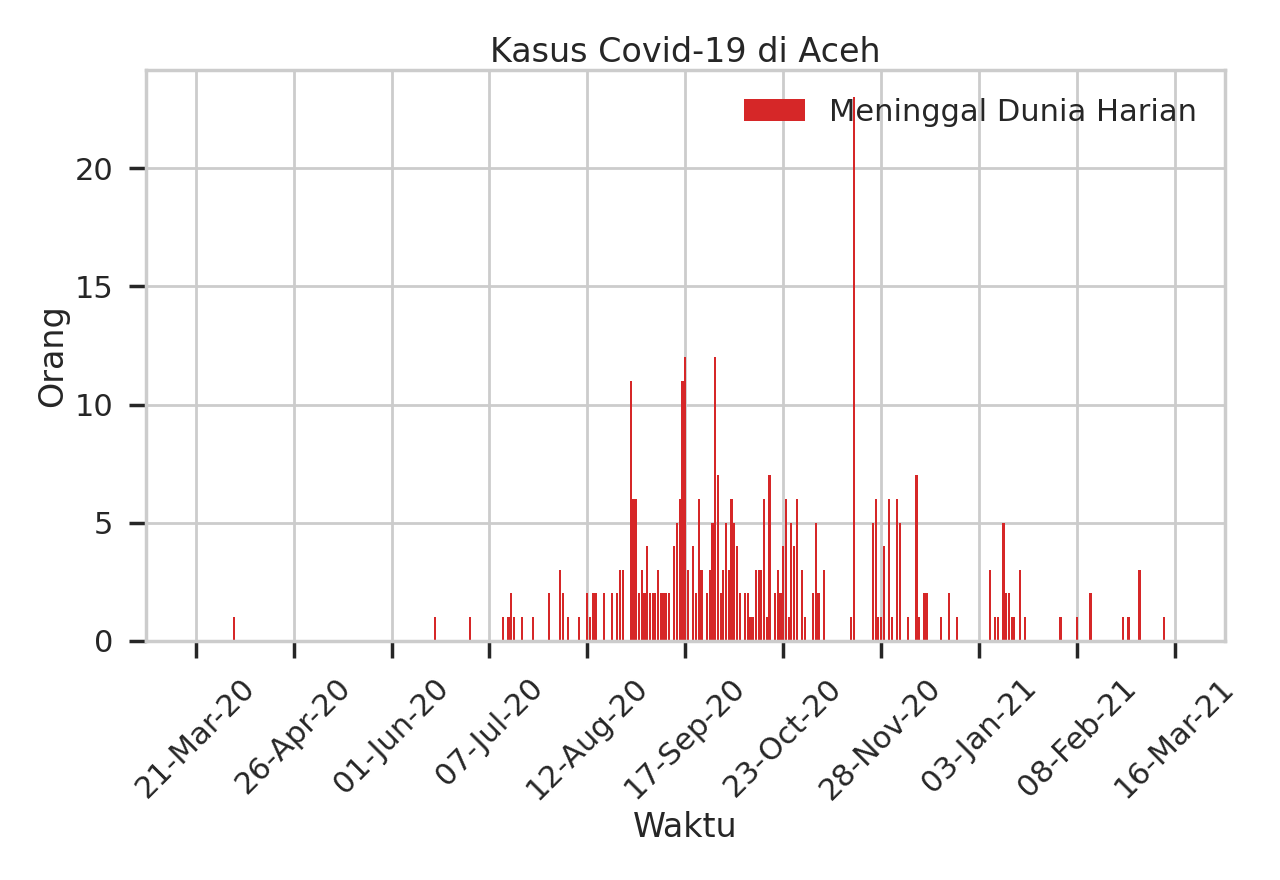 Kasus Covid-19 di Aceh
Meninggal Dunia Harian
Orang
20
15
10
5
0
21-Mar-20
26-Apr-20
01-Jun-20
07-Jul-20
12-Aug-20
17-Sep-20
23-Oct-20
28-Nov-20
03-Jan-21
08-Feb-21
16-Mar-21
Waktu